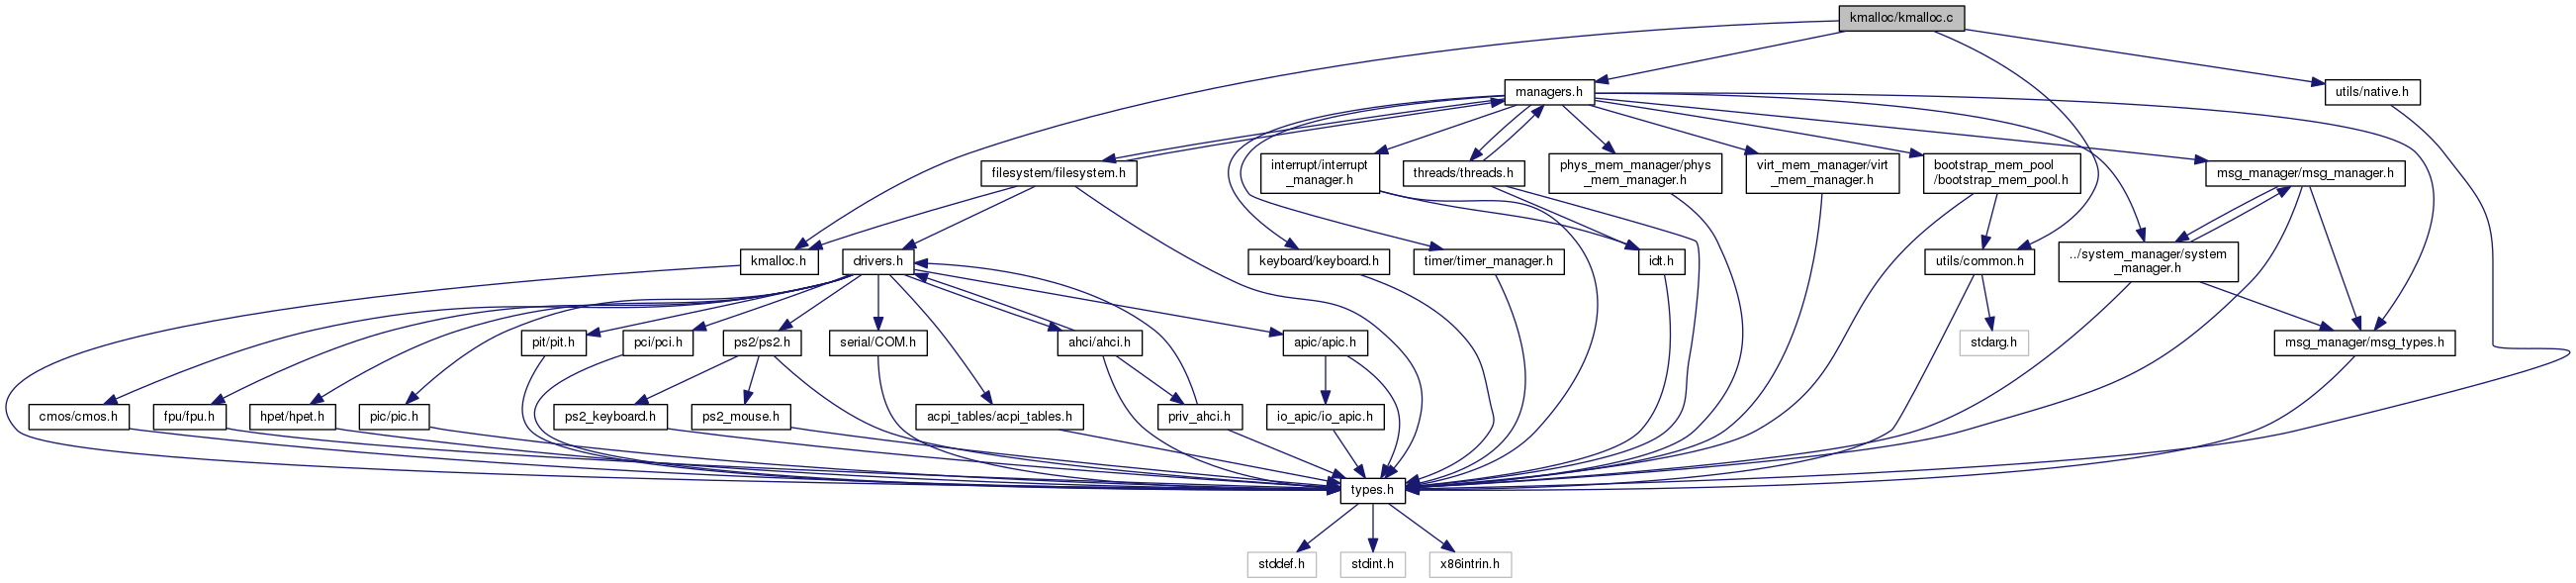 kmalloc/kmalloc.c
managers.h
utils/native.h
filesystem/filesystem.h
interrupt/interrupt
_manager.h
threads/threads.h
phys_mem_manager/phys
_mem_manager.h
virt_mem_manager/virt
_mem_manager.h
bootstrap_mem_pool
/bootstrap_mem_pool.h
msg_manager/msg_manager.h
kmalloc.h
drivers.h
keyboard/keyboard.h
timer/timer_manager.h
idt.h
utils/common.h
../system_manager/system
_manager.h
pit/pit.h
pci/pci.h
ps2/ps2.h
serial/COM.h
ahci/ahci.h
apic/apic.h
stdarg.h
msg_manager/msg_types.h
cmos/cmos.h
fpu/fpu.h
hpet/hpet.h
pic/pic.h
ps2_keyboard.h
ps2_mouse.h
acpi_tables/acpi_tables.h
priv_ahci.h
io_apic/io_apic.h
types.h
stddef.h
stdint.h
x86intrin.h